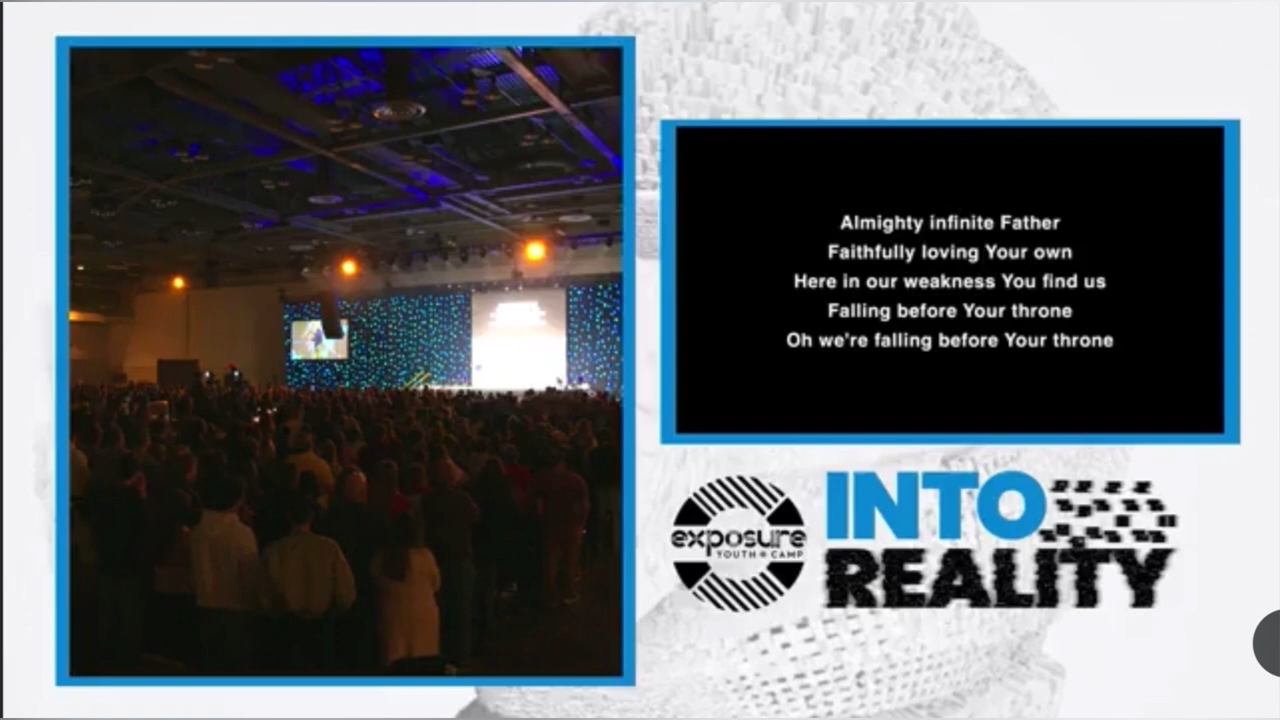 Almighty infinite Father
Faithfully loving Your own
Here in our weakness You find us
Falling before Your throne
Oh we're falling before Your throne
exposure
YOUTH CAMP
INTO
REALITY